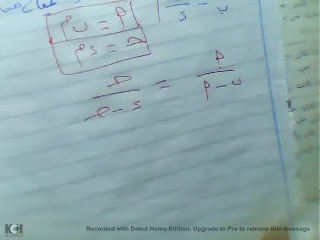 أ = ب م
ج = د م
أ / (أ - ب) = ج / (ج - د)
Recorded with Debut Home Edition. Upgrade to Pro to remove this message